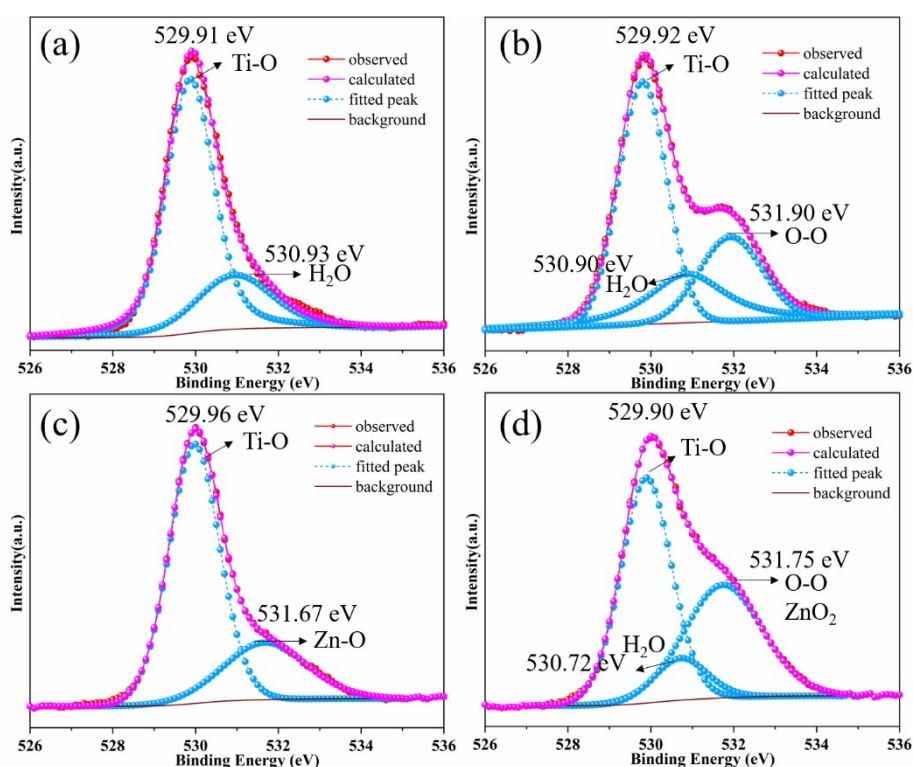 (a)
529.91 eV
Ti-O
530.93 eV
H₂O
observed
calculated
fitted peak
background
Intensity(a.u.)
526 528 530 532 534 536
Binding Energy (eV)
(b)
529.92 eV
Ti-O
531.90 eV
O-O
530.90 eV
H₂O
observed
calculated
fitted peak
background
Intensity(a.u.)
526 528 530 532 534 536
Binding Energy (eV)
(c)
529.96 eV
Ti-O
531.67 eV
Zn-O
observed
calculated
fitted peak
background
Intensity(a.u.)
526 528 530 532 534 536
Binding Energy (eV)
(d)
529.90 eV
Ti-O
531.75 eV
O-O
ZnO₂
H₂O
530.72 eV
observed
calculated
fitted peak
background
Intensity(a.u.)
526 528 530 532 534 536
Binding Energy (eV)